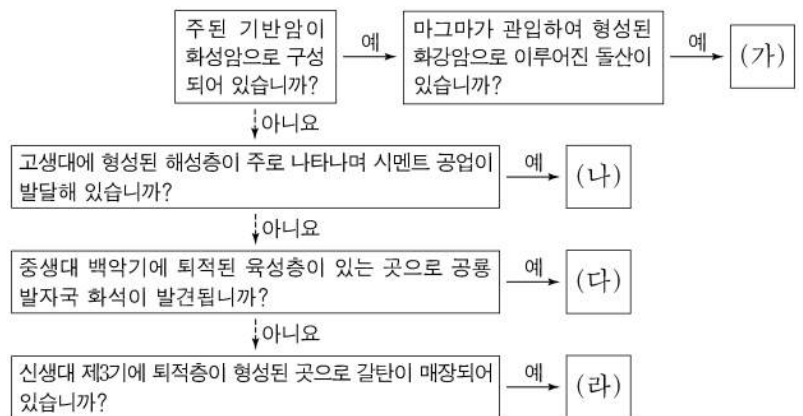 주된 기반암이
화성암으로 구성
되어 있습니까?
예
마그마가 관입하여 형성된
화강암으로 이루어진 돌산이
있습니까?
예
(가)
아니요
고생대에 형성된 해성층이 주로 나타나며 시멘트 공업이
발달해 있습니까?
예
(나)
아니요
중생대 백악기에 퇴적된 육성층이 있는 곳으로 공룡
발자국 화석이 발견됩니까?
예
(다)
아니요
신생대 제3기에 퇴적층이 형성된 곳으로 갈탄이 매장되어
있습니까?
예
(라)